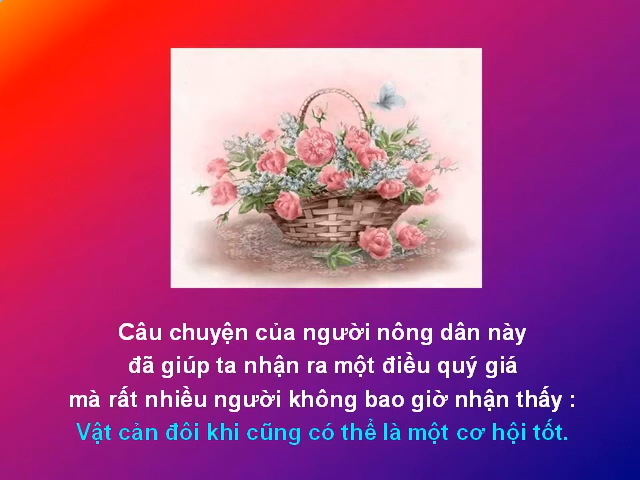 Câu chuyện của người nông dân này
đã giúp ta nhận ra một điều quý giá
mà rất nhiều người không bao giờ nhận thấy :
Vật cản đôi khi cũng có thể là một cơ hội tốt.